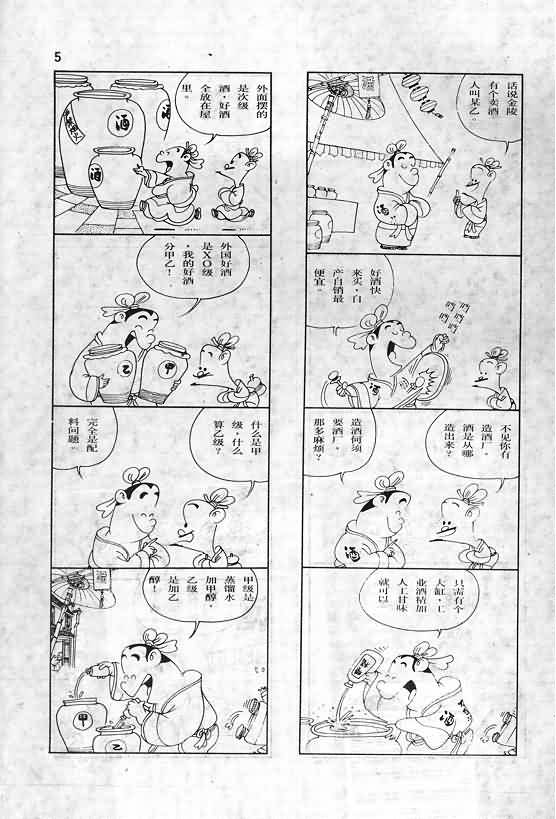 5
话说金陵
有个卖酒
人叫某乙。
酒
好酒快
来买，自
产自销最
便宜。
酒
不见你有
造酒厂，
酒是从哪
造出来？
造酒何须
要酒厂，
那多麻烦？
酒
只需有个
大缸，工
业酒精加
人工甘味
就可以
酒
外面摆的
是次级
酒，好酒
全放在屋
里。
酒
酒
外国好酒
是XO级
，我的好酒
分甲乙！
甲
乙
什么是甲
级，什么
算乙级？
完全是配
料问题。
甲级是
蒸馏水
加甲醇，
乙级
是加乙
醇！
甲
乙